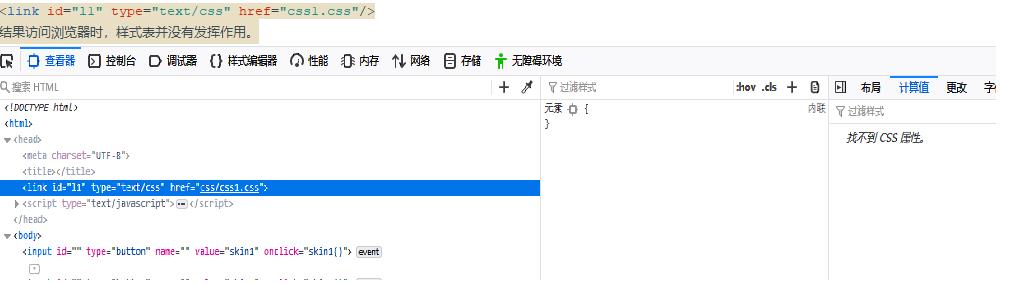 <link id="l1" type="text/css" href="css1.css"/>
结果访问浏览器时，样式表并没有发挥作用。
查看器 控制台 调试器 样式编辑器 性能 内存 网络 存储 无障碍环境
搜索 HTML
过滤样式 :hov .cls 布局 计算值 更改
<!DOCTYPE html> 元素 { 内联 过滤样式
<html> }
<head> 找不到 CSS 属性。
<meta charset="UTF-8">
<title></title>
<link id="l1" type="text/css" href="css/css1.css">
<script type="text/javascript"></script>
</head>
<body>
<input id="" type="button" name="" value="skin1" onclick="skin1()"> event